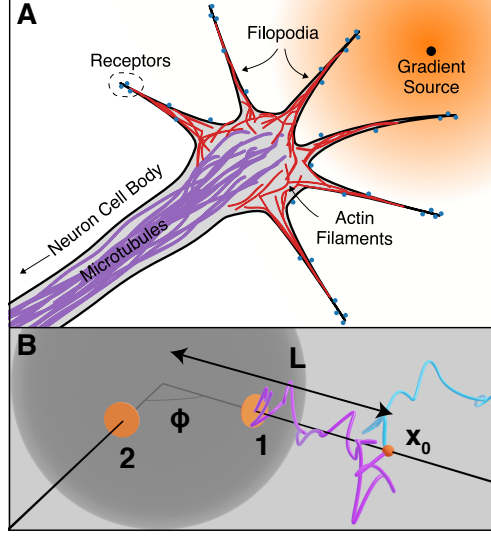 A
Filopodia
Receptors
Gradient
Source
Neuron Cell Body
Microtubules
Actin
Filaments
B
L
Φ
1
2
x₀